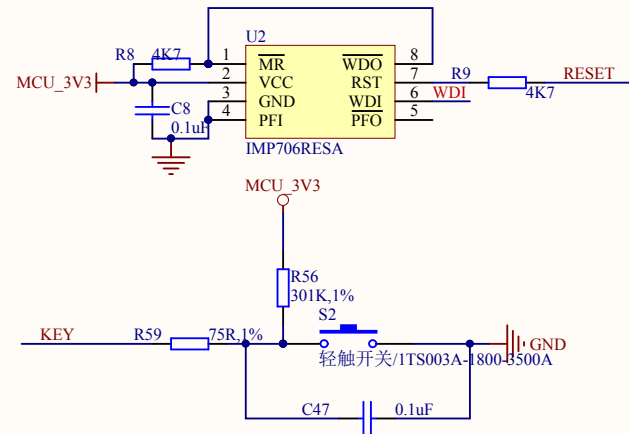 U2
R8 4K7
1 MR WDO 8
MCU_3V3
2 VCC RST 7 R9 RESET
3 GND WDI 6 WDI
4 PFI PFO 5 4K7
C8
0.1uF
IMP706RESA
MCU_3V3
R56
301K,1%
S2
KEY R59 75R,1%
GND
轻触开关/1TS003A-1800-3500A
C47 0.1uF